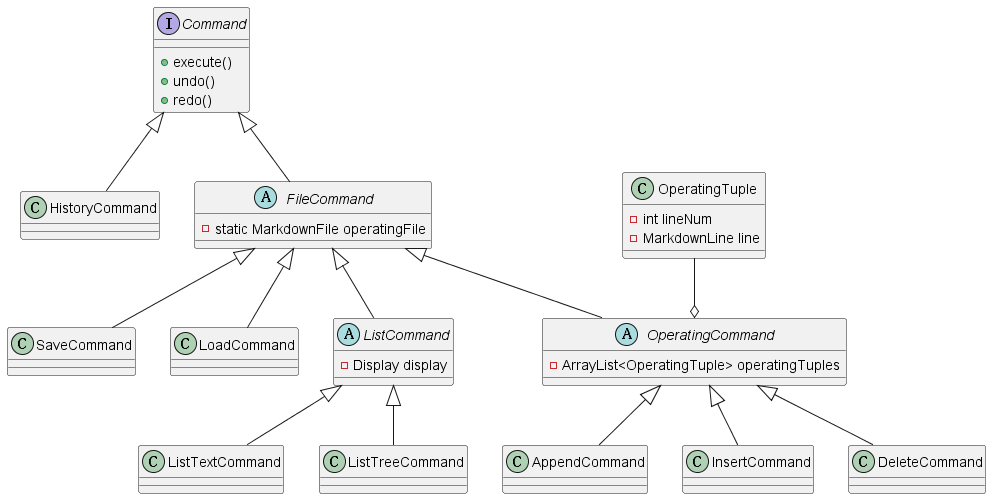 I Command
execute()
undo()
redo()
C HistoryCommand
A FileCommand
static MarkdownFile operatingFile
C OperatingTuple
int lineNum
MarkdownLine line
C SaveCommand
C LoadCommand
A ListCommand
Display display
A OperatingCommand
ArrayList<OperatingTuple> operatingTuples
C ListTextCommand
C ListTreeCommand
C AppendCommand
C InsertCommand
C DeleteCommand